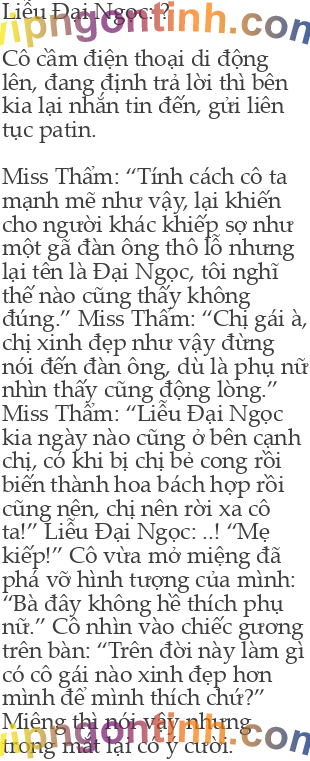 Liễu Đại Ngọc: ?
vipngontinh.com
Cô cầm điện thoại di động
lên, đang định trả lời thì bên
kia lại nhắn tin đến, gửi liên
tục patin.
Miss Thẩm: “Tính cách cô ta
mạnh mẽ như vậy, lại khiến
cho người khác khiếp sợ như
một gã đàn ông thô lỗ nhưng
lại tên là Đại Ngọc, tôi nghĩ
thế nào cũng thấy không
đúng.” Miss Thẩm: “Chị gái à,
chị xinh đẹp như vậy đừng
nói đến đàn ông, dù là phụ nữ
nhìn thấy cũng động lòng.”
Miss Thẩm: “Liễu Đại Ngọc
kia ngày nào cũng ở bên cạnh
chị, có khi bị chị bẻ cong rồi
biến thành hoa bách hợp rồi
cũng nên, chị nên rời xa cô
ta!” Liễu Đại Ngọc: ..! “Mẹ
kiếp!” Cô vừa mở miệng đã
phá vỡ hình tượng của mình:
“Bà đây không hề thích phụ
nữ.” Cô nhìn vào chiếc gương
trên bàn: “Trên đời này làm gì
có cô gái nào xinh đẹp hơn
mình để mình thích chứ?”
Miệng thì nói vậy nhưng
trong mắt lại có ý cười.
vipngontinh.com